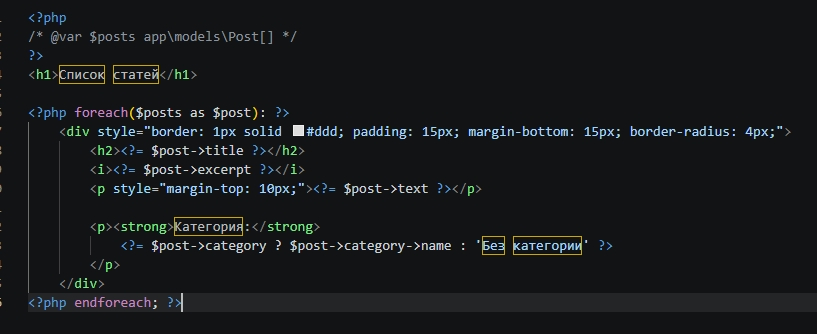 <?php
/* @var $posts app\models\Post[] */
?>
<h1>Список статей</h1>
<?php foreach($posts as $post): ?>
<div style="border: 1px solid #ddd; padding: 15px; margin-bottom: 15px; border-radius: 4px;">
<h2><?= $post->title ?></h2>
<i><?= $post->excerpt ?></i>
<p style="margin-top: 10px;"><?= $post->text ?></p>
<p><strong>Категория:</strong>
<?= $post->category ? $post->category->name : 'Без категории' ?>
</p>
</div>
<?php endforeach; ?>